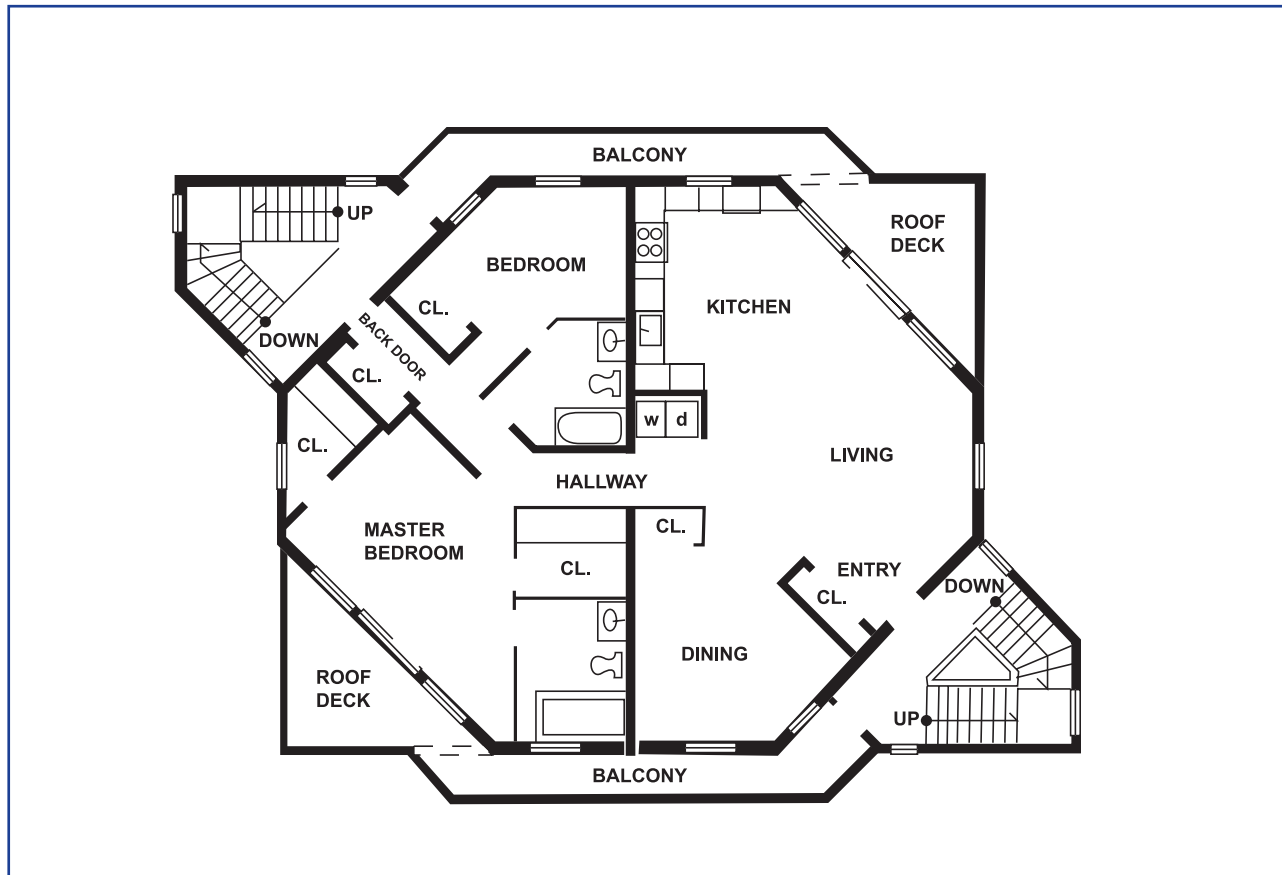 BALCONY
UP
ROOF
DECK
BEDROOM
CL.
KITCHEN
BACK DOOR
DOWN
CL.
w
d
CL.
LIVING
HALLWAY
CL.
MASTER
BEDROOM
CL.
ENTRY
DOWN
CL.
DINING
ROOF
DECK
UP
BALCONY